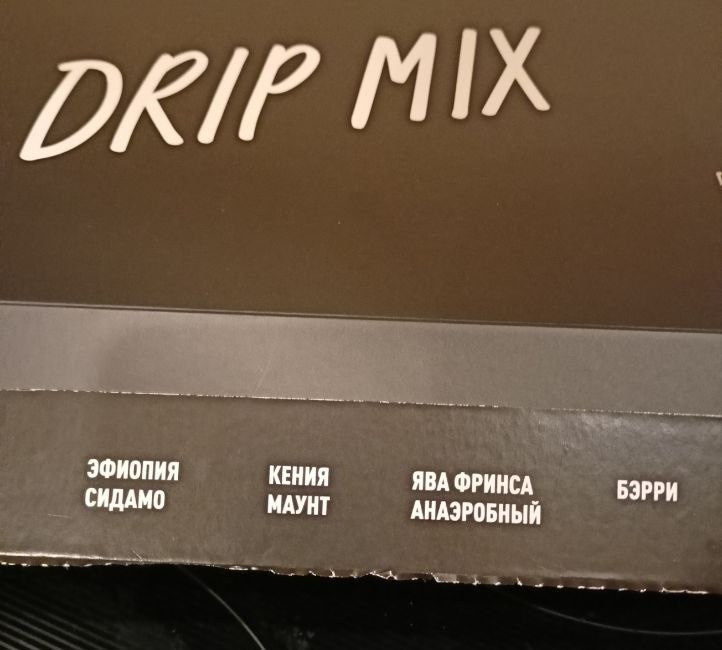 DRIP MIX
ЭФИОПИЯ
СИДАМО
КЕНИЯ
МАУНТ
ЯВА ФРИНСА
АНАЭРОБНЫЙ
БЭРРИ